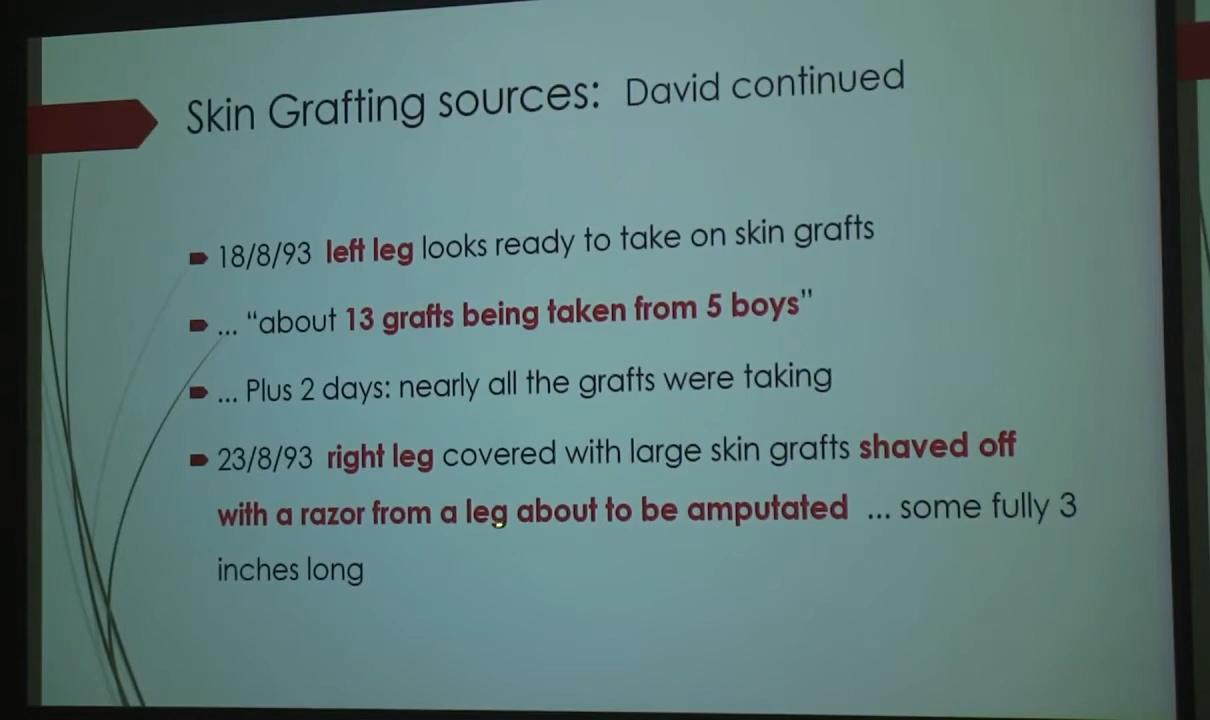 Skin Grafting sources: David continued
18/8/93 left leg looks ready to take on skin grafts
... "about 13 grafts being taken from 5 boys"
... Plus 2 days: nearly all the grafts were taking
23/8/93 right leg covered with large skin grafts shaved off
with a razor from a leg about to be amputated ... some fully 3
inches long